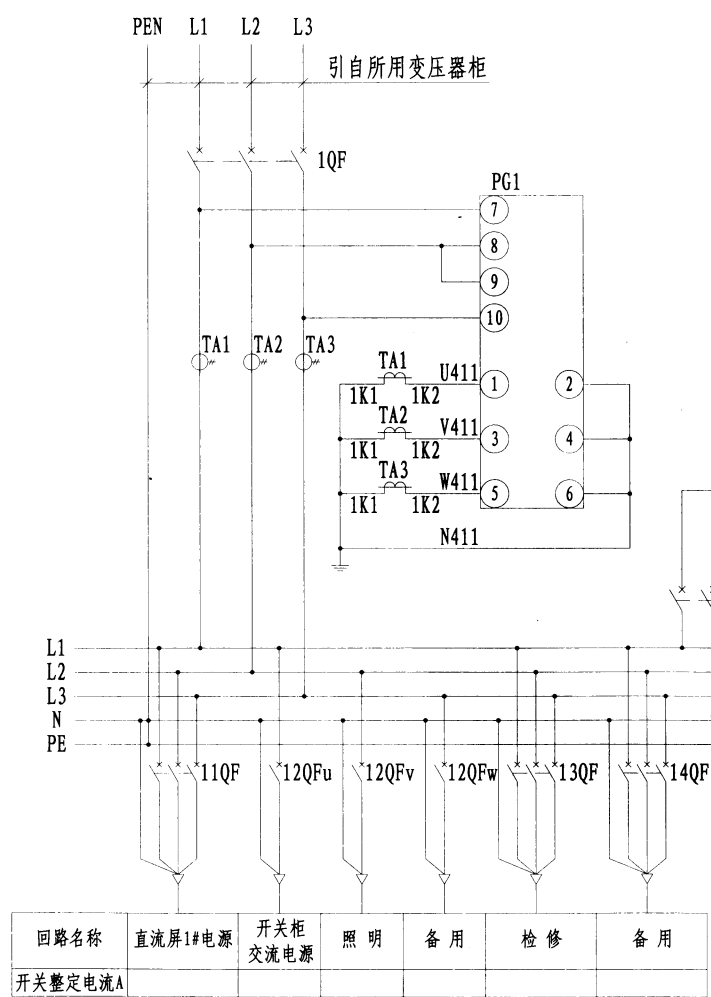 PEN L1 L2 L3
引自所用变压器柜
1QF
PG1
7
8
9
10
TA1 TA2 TA3
TA1 U411 1 2
1K1 1K2
TA2 V411 3 4
1K1 1K2
TA3 W411 5 6
1K1 1K2
N411
L1
L2
L3
N
PE
11QF 12QFu 12QFv 12QFw 13QF 14QF
回路名称 直流屏1#电源 开关柜交流电源 照明 备用 检修 备用
开关整定电流A